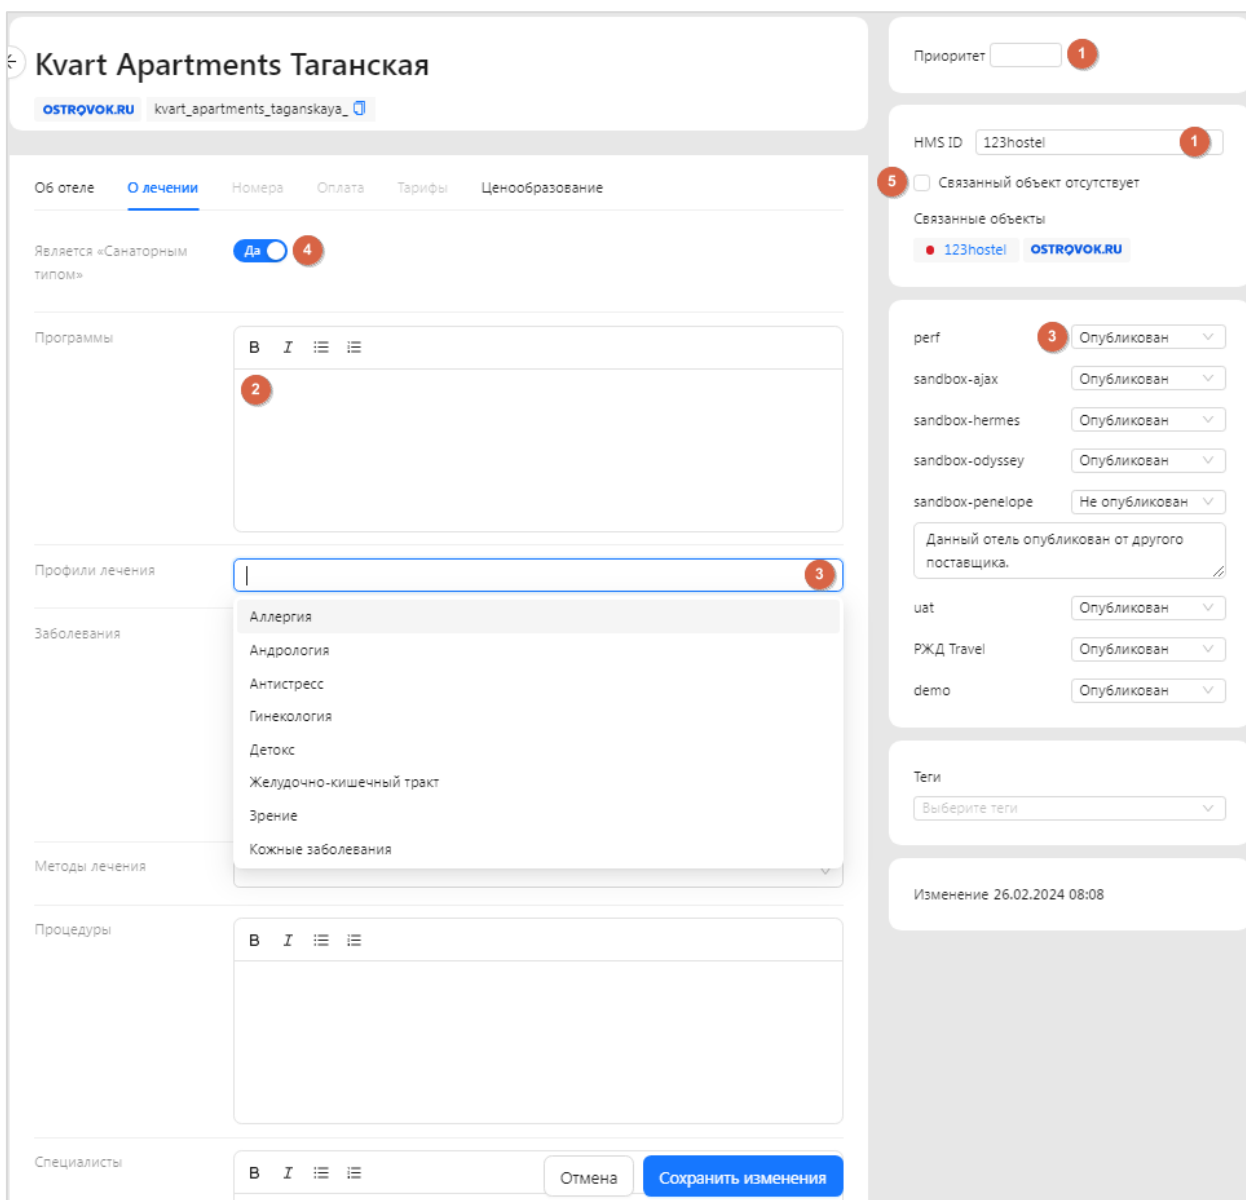 Kvart Apartments Таганская
OSTROVOK.RU kvart_apartments_taganskaya_
Об отеле О лечении Номера Оплата Тарифы Ценообразование
Является «Санаторным
типом»
Да 4
Программы
B I
2
Профили лечения
3
Аллергия
Андрология
Антистресс
Гинекология
Детокс
Желудочно-кишечный тракт
Зрение
Кожные заболевания
Заболевания
Методы лечения
Процедуры
B I
Специалисты
B I
Отмена Сохранить изменения
Приоритет 1
HMS ID 123hostel 1
5 Связанный объект отсутствует
Связанные объекты
123hostel OSTROVOK.RU
perf 3 Опубликован
sandbox-ajax Опубликован
sandbox-hermes Опубликован
sandbox-odyssey Опубликован
sandbox-penelope Не опубликован
Данный отель опубликован от другого
поставщика.
uat Опубликован
РЖД Travel Опубликован
demo Опубликован
Теги
Выберите теги
Изменение 26.02.2024 08:08